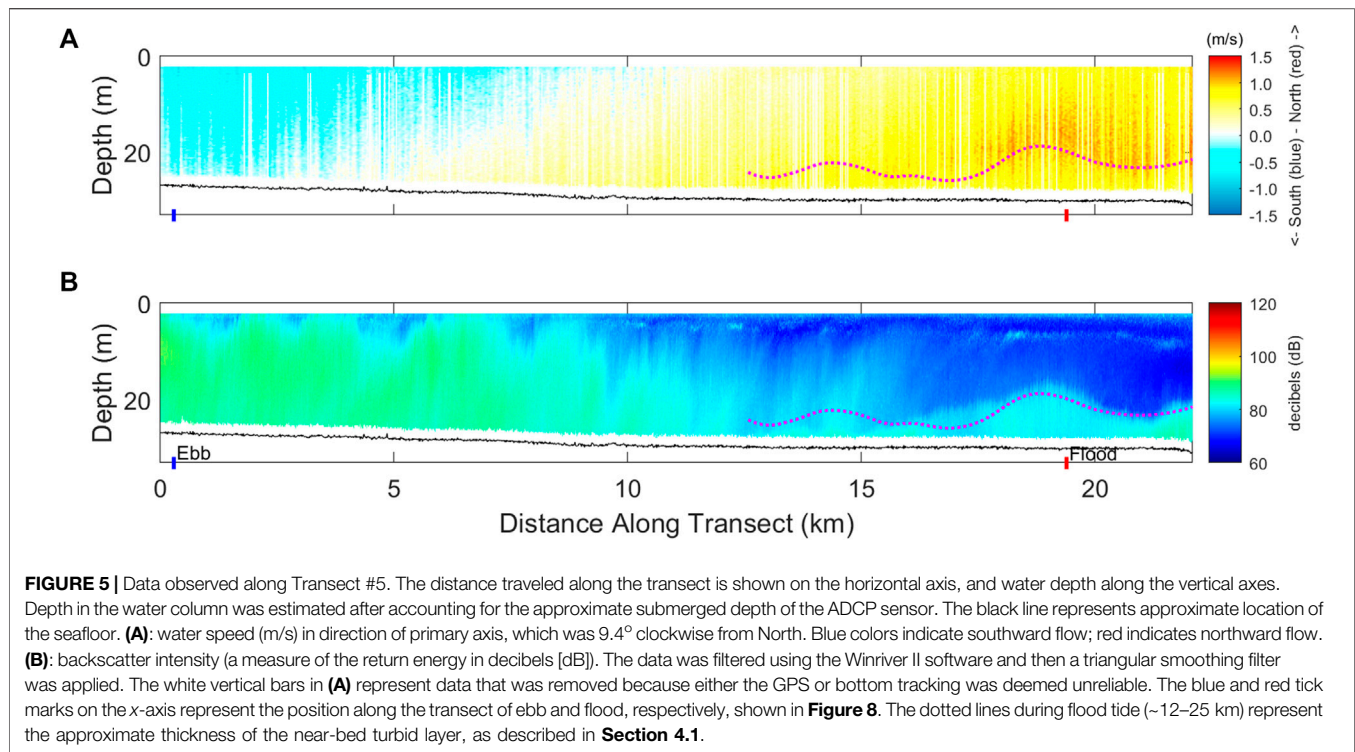 A
(m/s)
0
20
Depth (m)
1.5
1.0
0.5
0.0
-0.5
-1.0
-1.5
<- South (blue) - North (red) ->
B
0
20
Depth (m)
120
100
80
60
decibels (dB)
Ebb
Flood
0 5 10 15 20
Distance Along Transect (km)
FIGURE 5 | Data observed along Transect #5. The distance traveled along the transect is shown on the horizontal axis, and water depth along the vertical axes.
Depth in the water column was estimated after accounting for the approximate submerged depth of the ADCP sensor. The black line represents approximate location of
the seafloor. (A): water speed (m/s) in direction of primary axis, which was 9.4° clockwise from North. Blue colors indicate southward flow; red indicates northward flow.
(B): backscatter intensity (a measure of the return energy in decibels [dB]). The data was filtered using the Winriver II software and then a triangular smoothing filter
was applied. The white vertical bars in (A) represent data that was removed because either the GPS or bottom tracking was deemed unreliable. The blue and red tick
marks on the x-axis represent the position along the transect of ebb and flood, respectively, shown in Figure 8. The dotted lines during flood tide (~12–25 km) represent
the approximate thickness of the near-bed turbid layer, as described in Section 4.1.